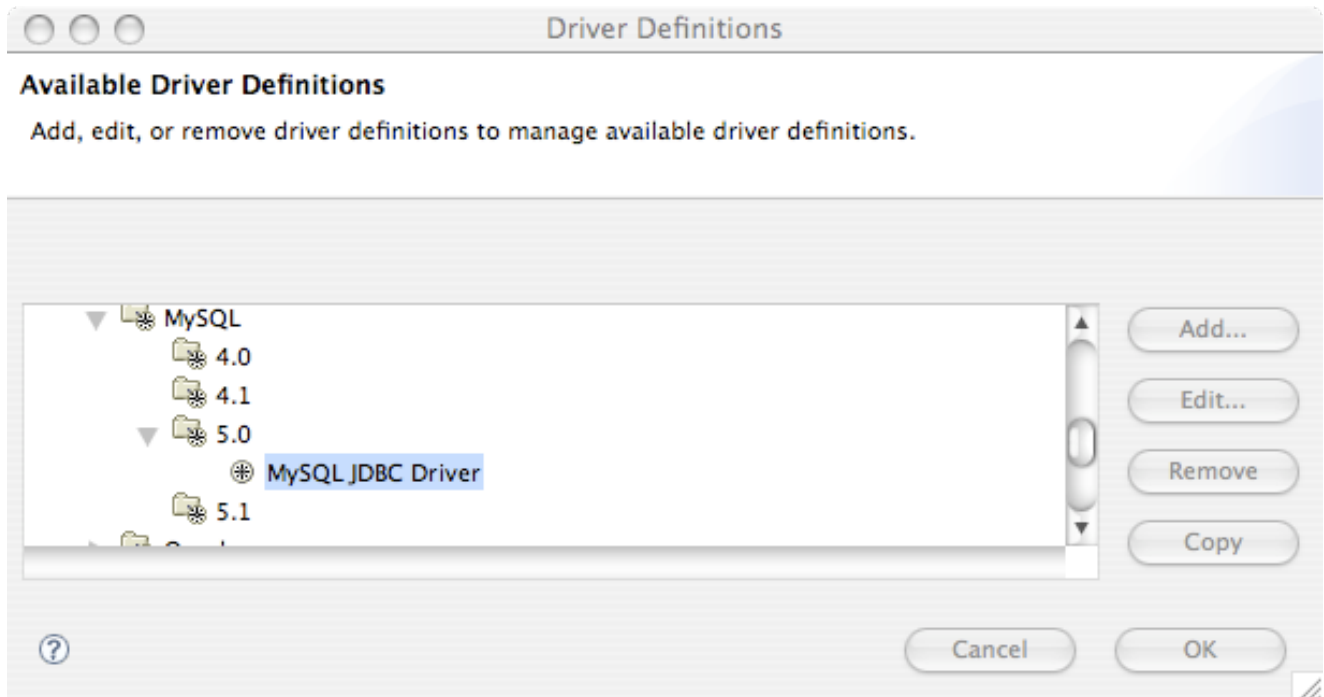 Driver Definitions
Available Driver Definitions
Add, edit, or remove driver definitions to manage available driver definitions.
MySQL
4.0
4.1
5.0
MySQL JDBC Driver
5.1
Add...
Edit...
Remove
Copy
?
Cancel
OK